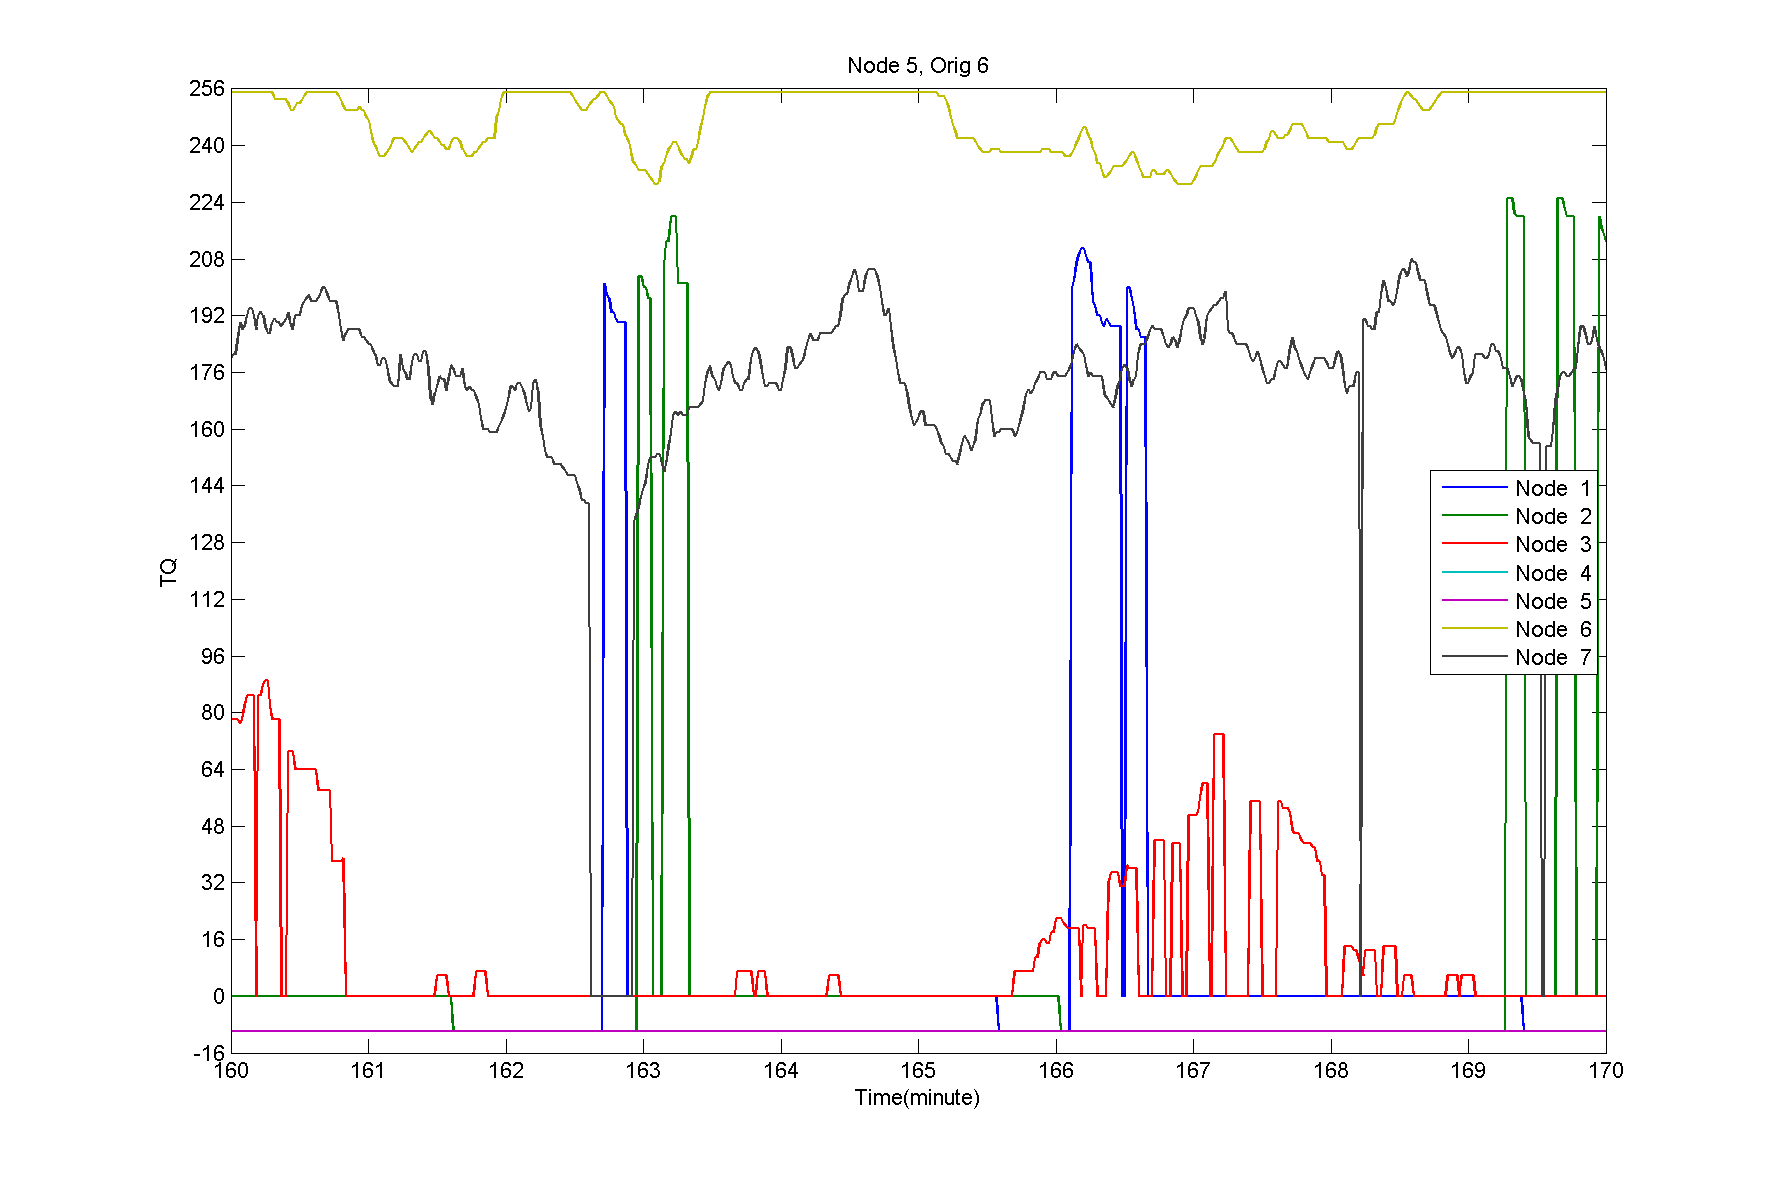 Node 5, Orig 6
256
240
224
208
192
176
160
144
128
112
96
80
64
48
32
16
0
-16
TQ
Node 1
Node 2
Node 3
Node 4
Node 5
Node 6
Node 7
160 161 162 163 164 165 166 167 168 169 170
Time(minute)